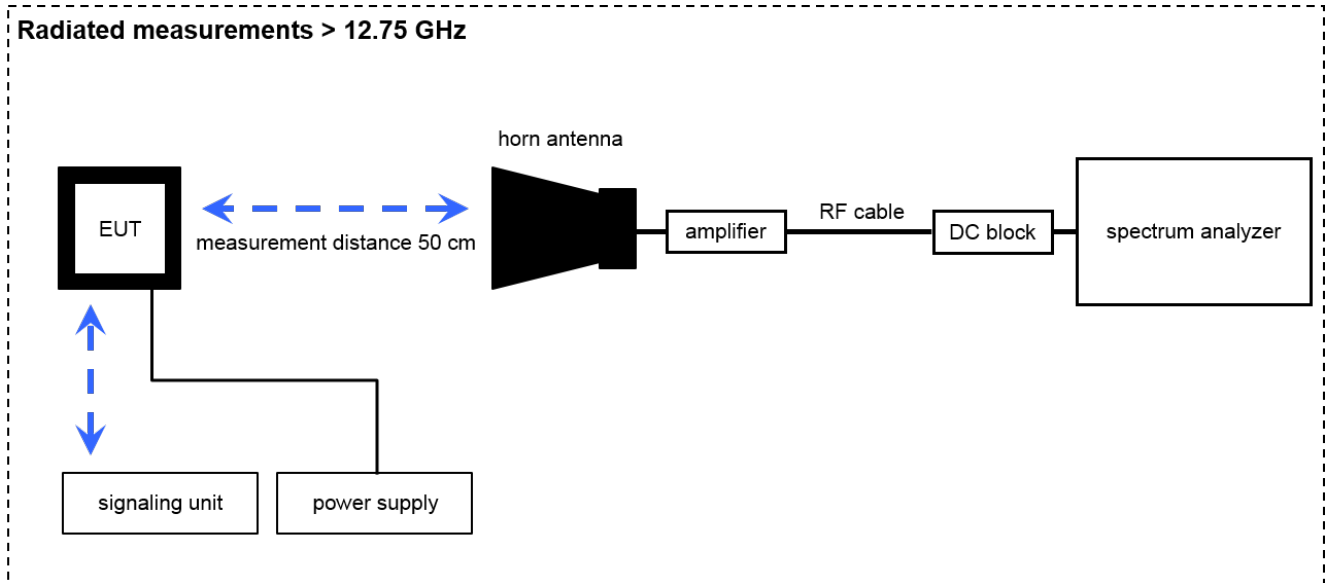 Radiated measurements > 12.75 GHz
horn antenna
EUT
measurement distance 50 cm
amplifier
RF cable
DC block
spectrum analyzer
signaling unit
power supply